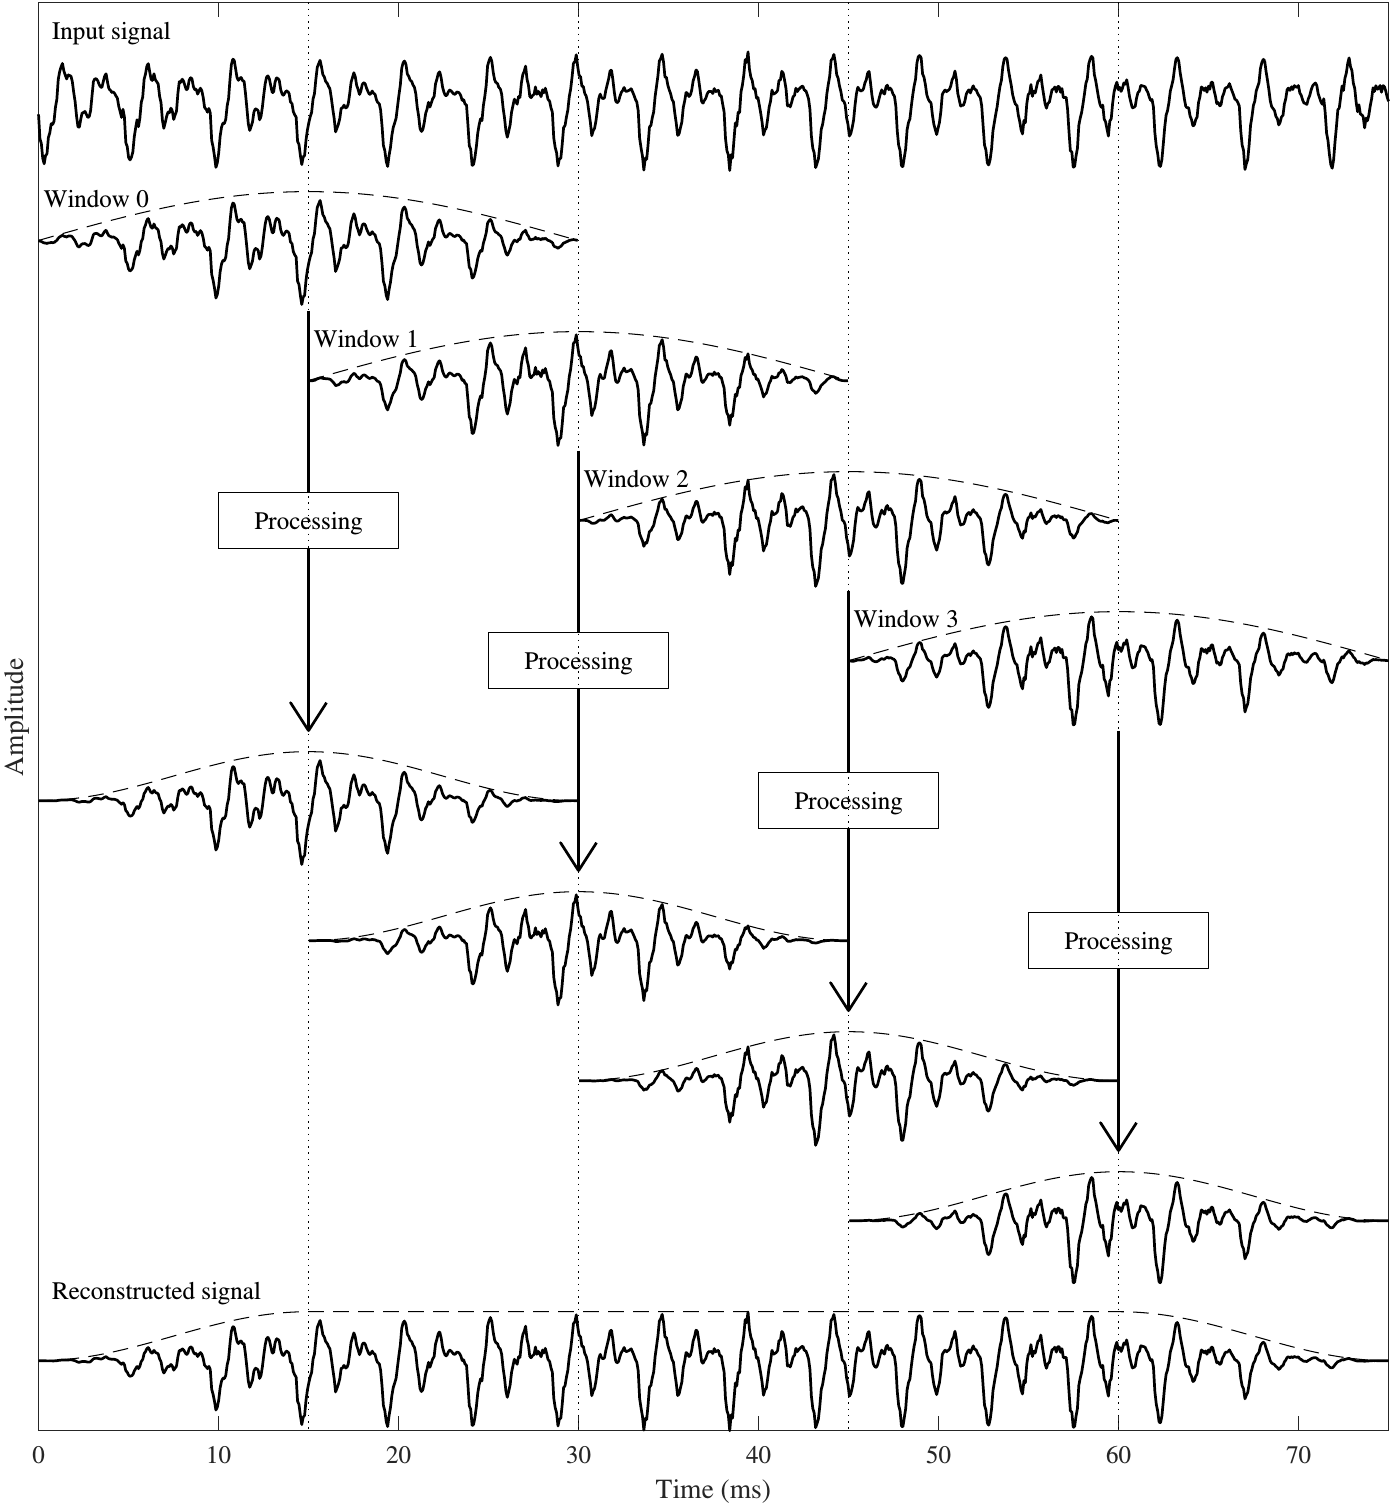 Input signal
Window 0
Window 1
Window 2
Processing
Window 3
Processing
Processing
Processing
Reconstructed signal
Amplitude
0 10 20 30 40 50 60 70
Time (ms)